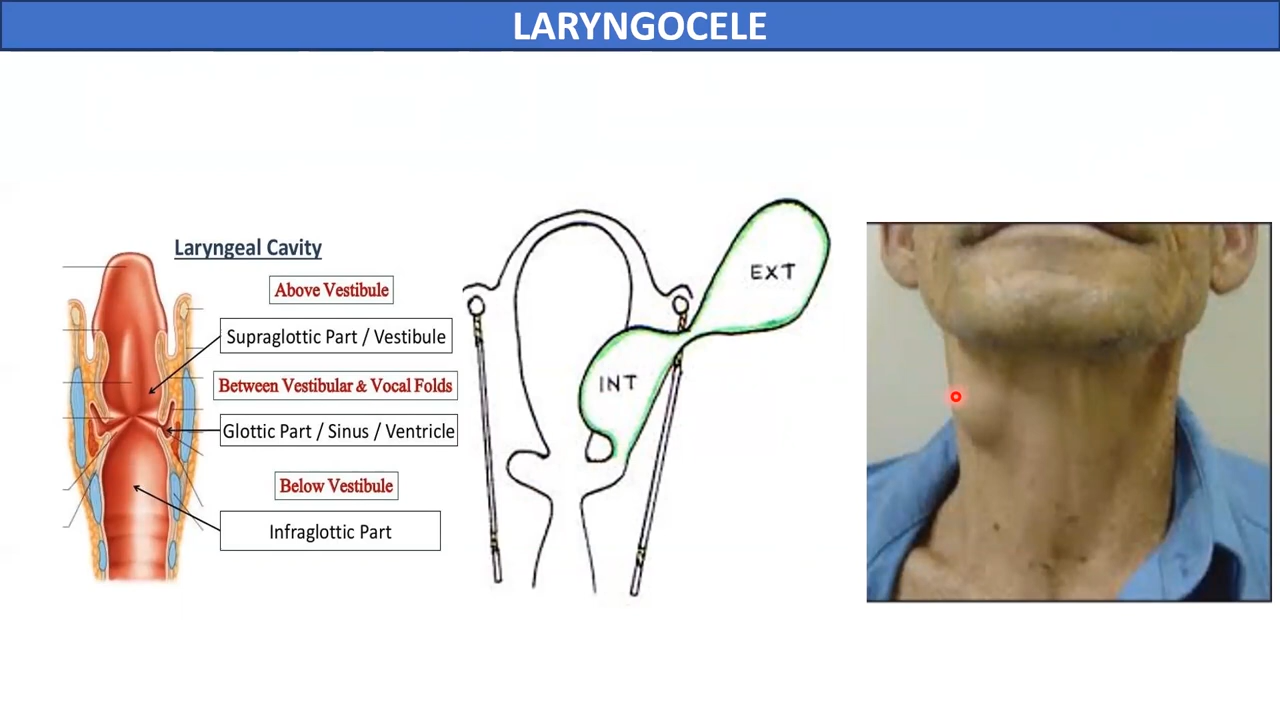 LARYNGOCELE
Laryngeal Cavity
Above Vestibule
Supraglottic Part / Vestibule
Between Vestibular & Vocal Folds
Glottic Part / Sinus / Ventricle
Below Vestibule
Infraglottic Part
EXT
INT